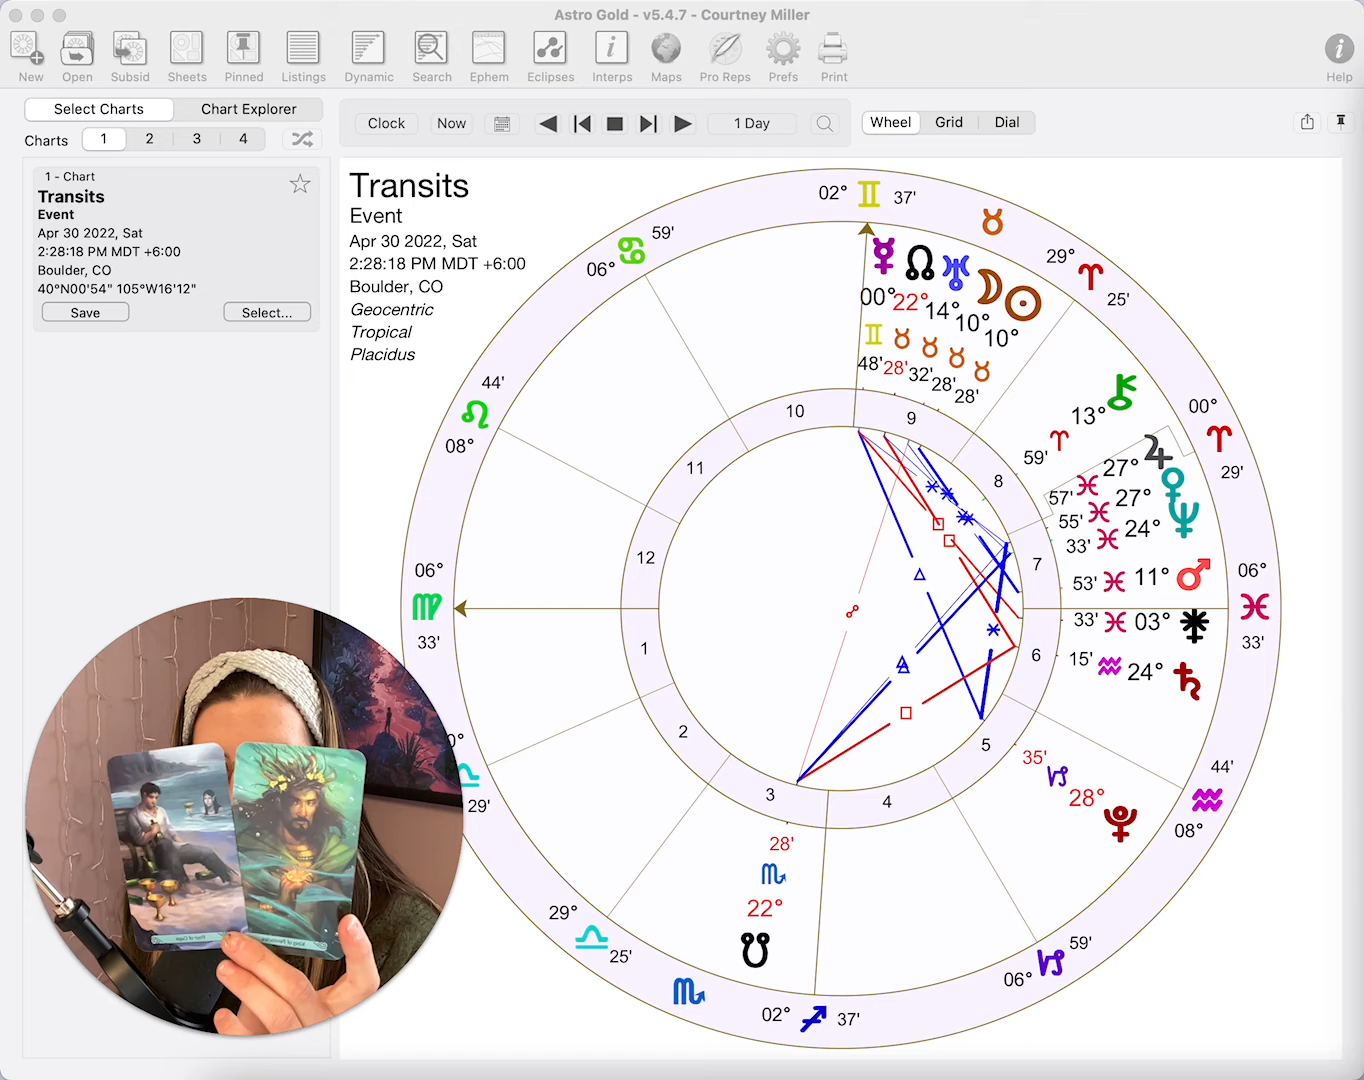 Astro Gold - v5.4.7 - Courtney Miller
New Open Subsid Sheets Pinned Listings Dynamic Search Ephem Eclipses Interps Maps Pro Reps Prefs Print Help
Select Charts Chart Explorer
Charts 1 2 3 4
Clock Now 1 Day Wheel Grid Dial
1 - Chart
Transits
Event
Apr 30 2022, Sat
2:28:18 PM MDT +6:00
Boulder, CO
40°N00'54" 105°W16'12"
Save Select...
Transits
Event
Apr 30 2022, Sat
2:28:18 PM MDT +6:00
Boulder, CO
Geocentric
Tropical
Placidus
02° ♊ 37'
♉
29° ♈ 25'
06° ♋ 59'
00° 22° 14° 10° 10°
♊ ♉ ♉ ♉ ♉
48' 28' 32' 28' 28'
44' ♌ 08°
13° ♈ 59'
00° ♈ 29'
27° ♓ 57'
27° ♓ 55'
24° ♓ 33'
11° ♓ 53'
03° ♓ 33'
24° ♒ 15'
06° ♓ 33'
06° ♍ 33'
10 9
11 8
12 7
1 6
2 5
3 4
0° ♎ 29'
35' ♑ 28°
44' ♒ 08°
28' ♏ 22°
29° ♎ 25'
♏
02° ♐ 37'
06° ♑ 59'
Four of Cups
King of Pentacles